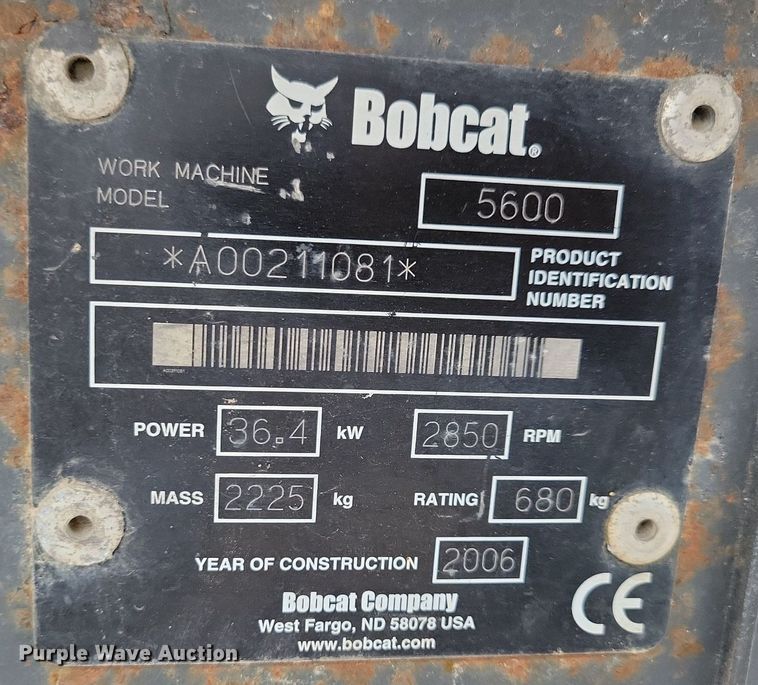 Bobcat®
WORK MACHINE
MODEL
5600
*A00211081*
PRODUCT
IDENTIFICATION
NUMBER
A00211081
POWER 36.4 kW 2850 RPM
MASS 2225 kg RATING 680 kg
YEAR OF CONSTRUCTION 2006
Bobcat Company
West Fargo, ND 58078 USA
www.bobcat.com
CE
Purple Wave Auction